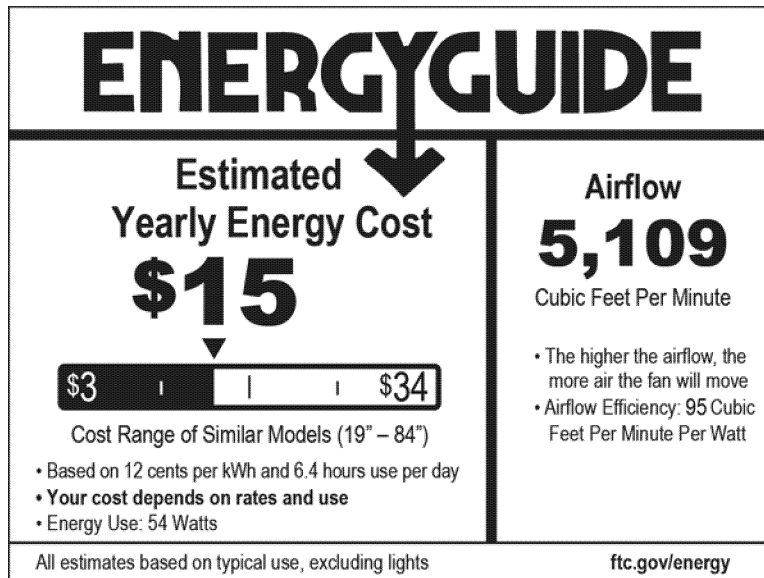 ENERGYGUIDE
Estimated
Yearly Energy Cost
$15
$3 $34
Cost Range of Similar Models (19” – 84”)
• Based on 12 cents per kWh and 6.4 hours use per day
• Your cost depends on rates and use
• Energy Use: 54 Watts
Airflow
5,109
Cubic Feet Per Minute
• The higher the airflow, the
more air the fan will move
• Airflow Efficiency: 95 Cubic
Feet Per Minute Per Watt
All estimates based on typical use, excluding lights
ftc.gov/energy